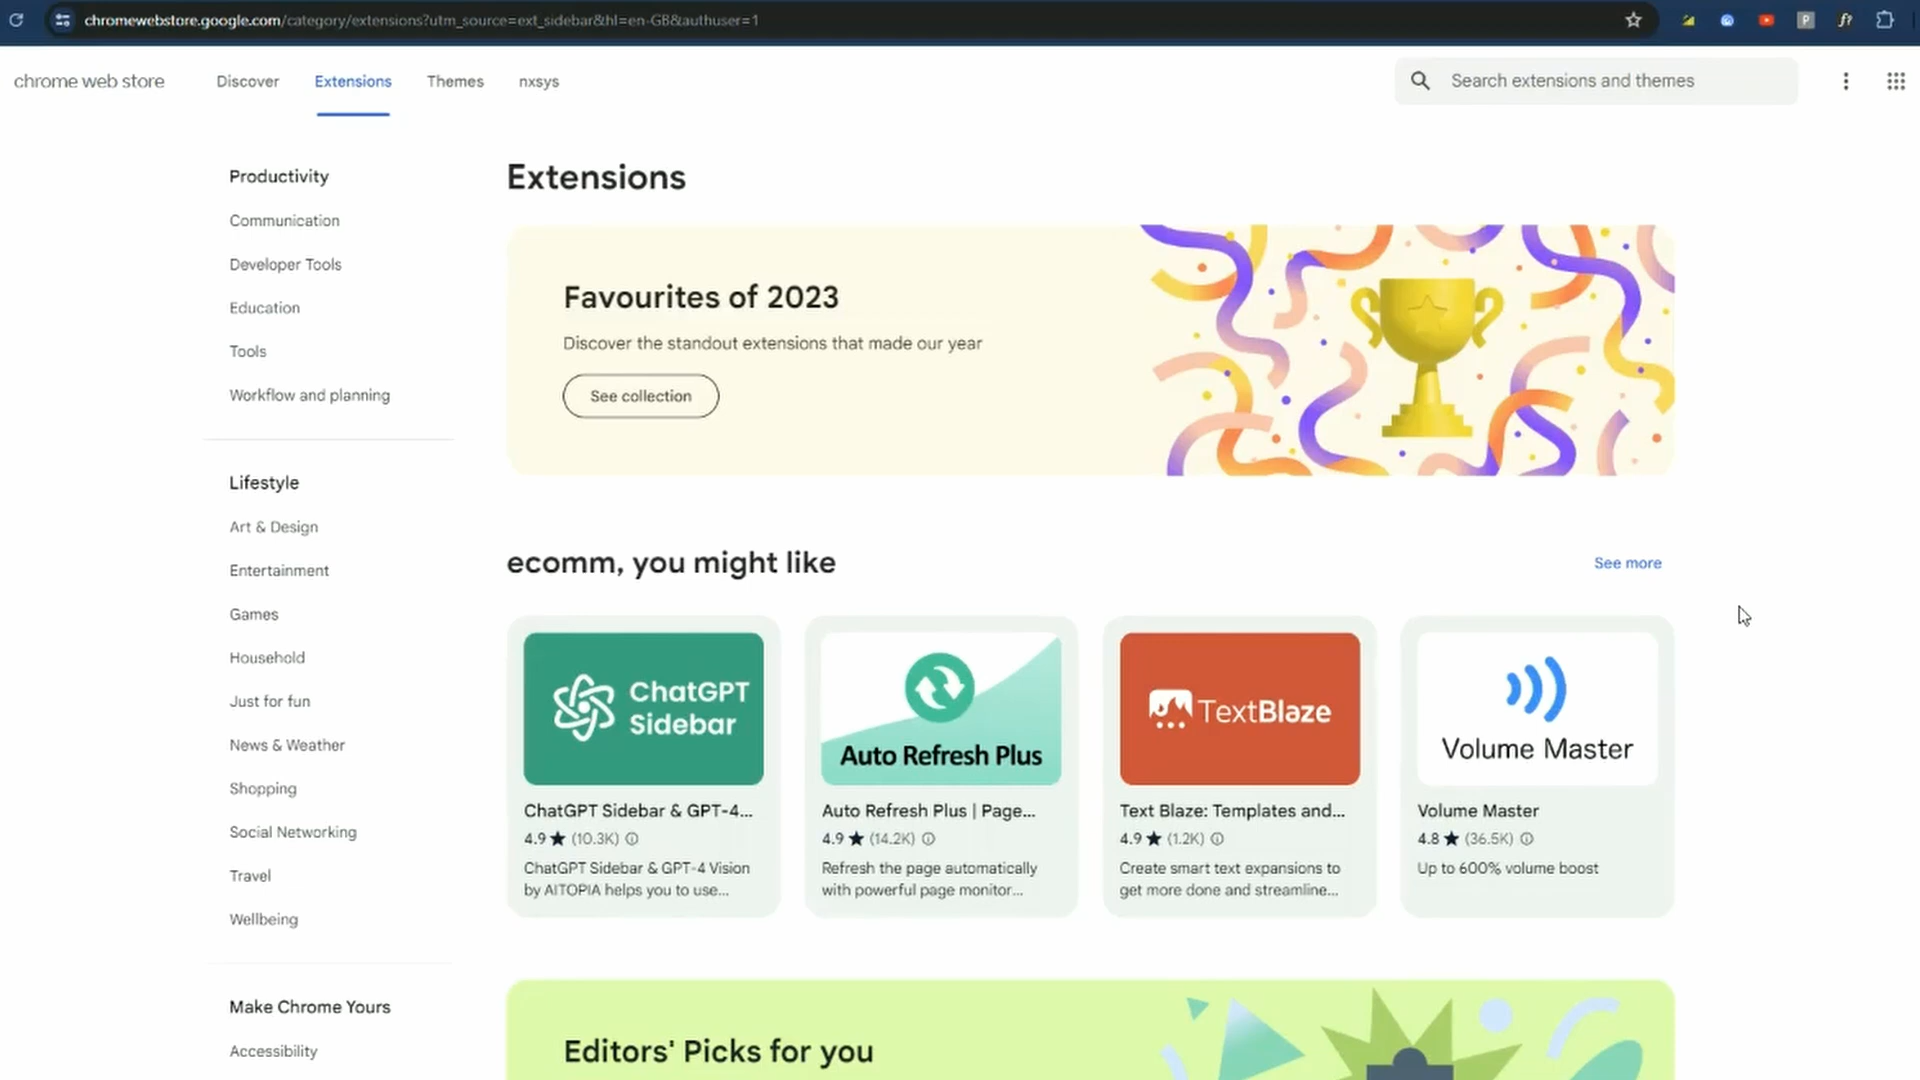 chromewebstore.google.com/category/extensions?utm_source=ext_sidebar&hl=en-GB&authuser=1
P
f?
chrome web store
Discover
Extensions
Themes
nxsys
Search extensions and themes
Productivity
Communication
Developer Tools
Education
Tools
Workflow and planning
Lifestyle
Art & Design
Entertainment
Games
Household
Just for fun
News & Weather
Shopping
Social Networking
Travel
Wellbeing
Make Chrome Yours
Accessibility
Extensions
Favourites of 2023
Discover the standout extensions that made our year
See collection
ecomm, you might like
See more
ChatGPT
Sidebar
ChatGPT Sidebar & GPT-4...
4.9 ★ (10.3K)
ChatGPT Sidebar & GPT-4 Vision
by AITOPIA helps you to use...
Auto Refresh Plus
Auto Refresh Plus | Page...
4.9 ★ (14.2K)
Refresh the page automatically
with powerful page monitor...
TextBlaze
Text Blaze: Templates and...
4.9 ★ (1.2K)
Create smart text expansions to
get more done and streamline...
Volume Master
Volume Master
4.8 ★ (36.5K)
Up to 600% volume boost
Editors' Picks for you